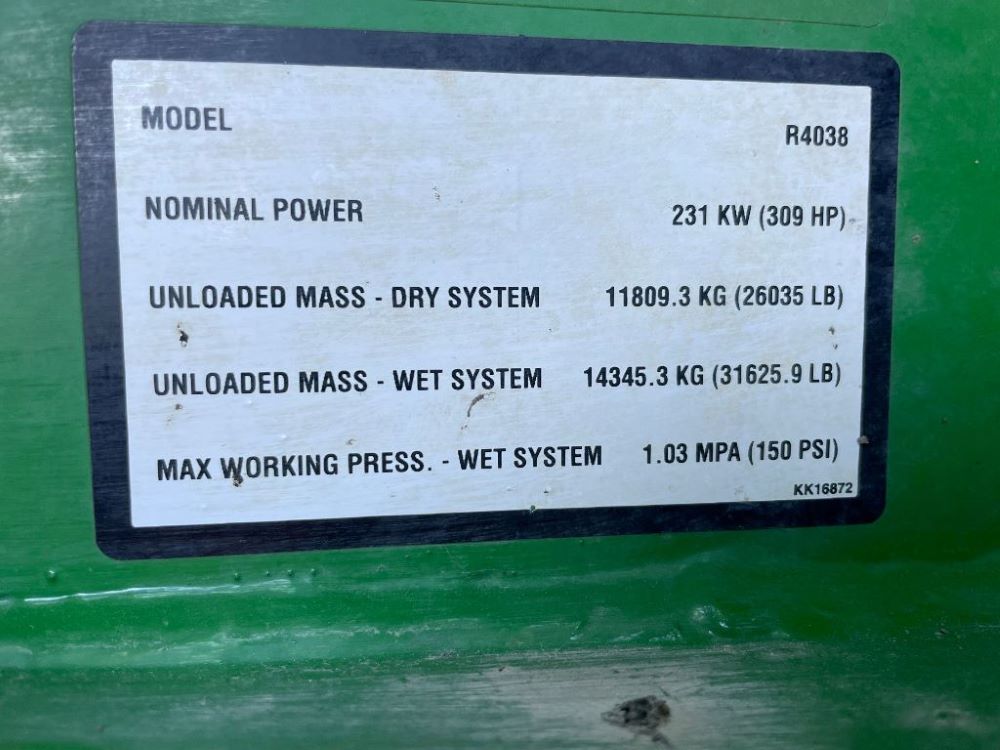 MODEL R4038
NOMINAL POWER 231 KW (309 HP)
UNLOADED MASS - DRY SYSTEM 11809.3 KG (26035 LB)
UNLOADED MASS - WET SYSTEM 14345.3 KG (31625.9 LB)
MAX WORKING PRESS. - WET SYSTEM 1.03 MPA (150 PSI)
KK16872